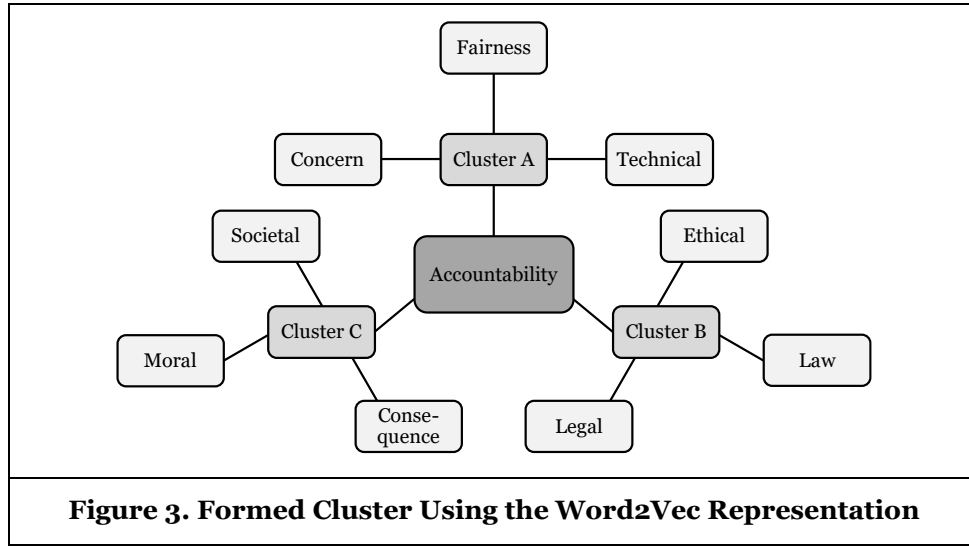 Fairness
Concern
Cluster A
Technical
Societal
Ethical
Accountability
Cluster C
Cluster B
Moral
Law
Conse-
quence
Legal
Figure 3. Formed Cluster Using the Word2Vec Representation